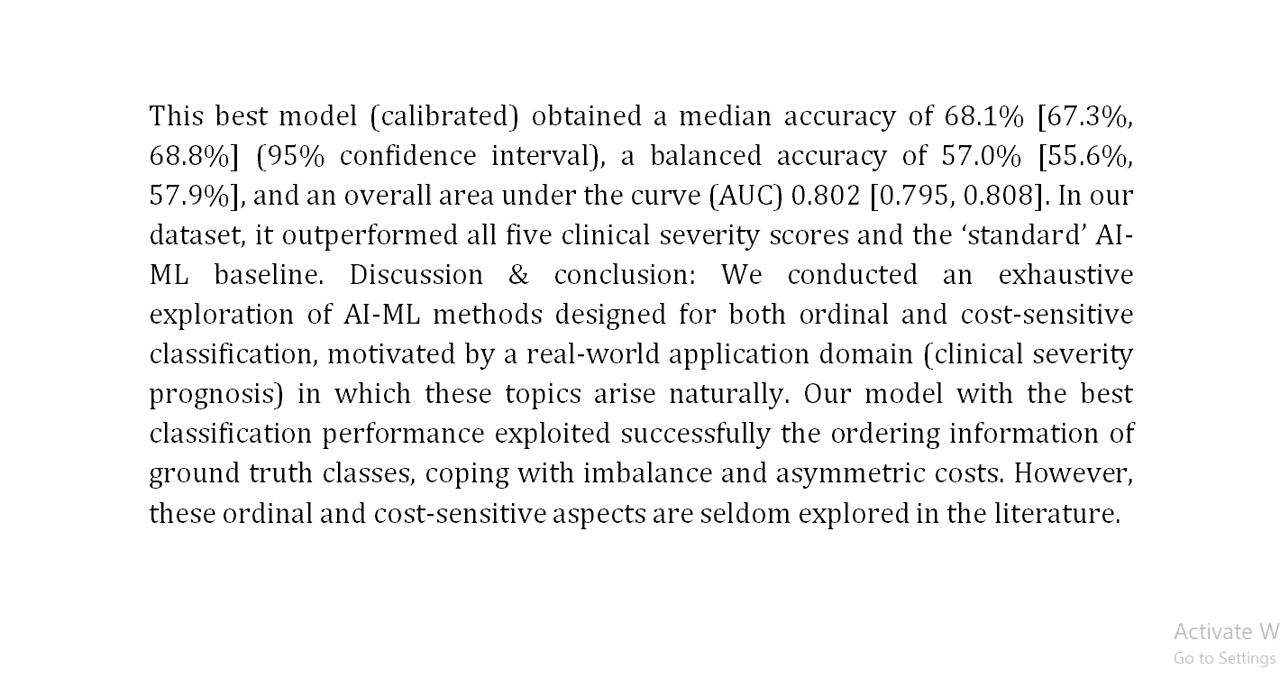 This best model (calibrated) obtained a median accuracy of 68.1% [67.3%,
68.8%] (95% confidence interval), a balanced accuracy of 57.0% [55.6%,
57.9%], and an overall area under the curve (AUC) 0.802 [0.795, 0.808]. In our
dataset, it outperformed all five clinical severity scores and the ‘standard’ AI-
ML baseline. Discussion & conclusion: We conducted an exhaustive
exploration of AI-ML methods designed for both ordinal and cost-sensitive
classification, motivated by a real-world application domain (clinical severity
prognosis) in which these topics arise naturally. Our model with the best
classification performance exploited successfully the ordering information of
ground truth classes, coping with imbalance and asymmetric costs. However,
these ordinal and cost-sensitive aspects are seldom explored in the literature.
Activate W
Go to Settings